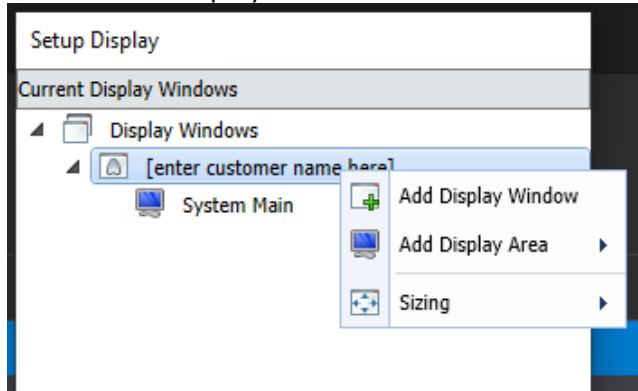 Setup Display
Current Display Windows
Display Windows
[enter customer name here]
System Main
Add Display Window
Add Display Area
Sizing